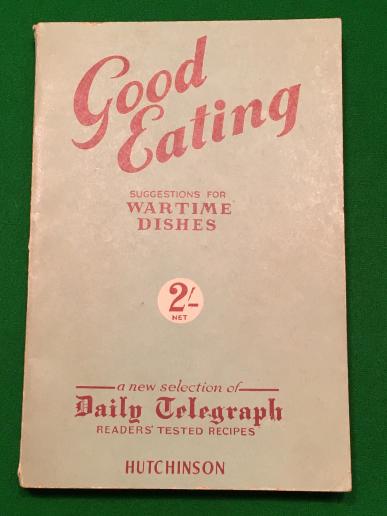 Good
Eating
SUGGESTIONS FOR
WARTIME
DISHES
2/-
NET
a new selection of
Daily Telegraph
READERS' TESTED RECIPES
HUTCHINSON